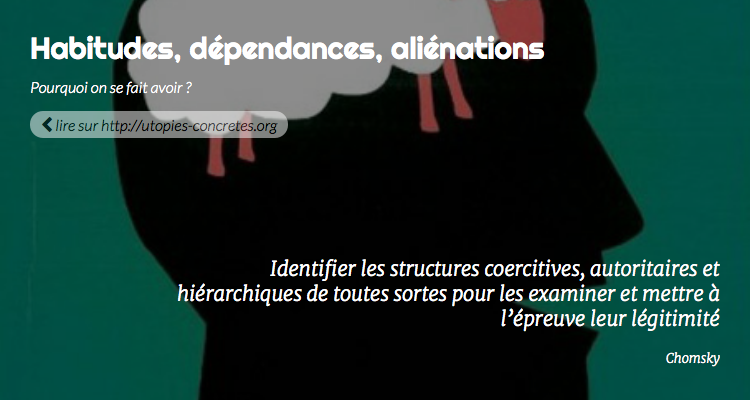 Habitudes, dépendances, aliénations
Pourquoi on se fait avoir ?
lire sur http://utopies-concretes.org
Identifier les structures coercitives, autoritaires et
hiérarchiques de toutes sortes pour les examiner et mettre à
l’épreuve leur légitimité
Chomsky